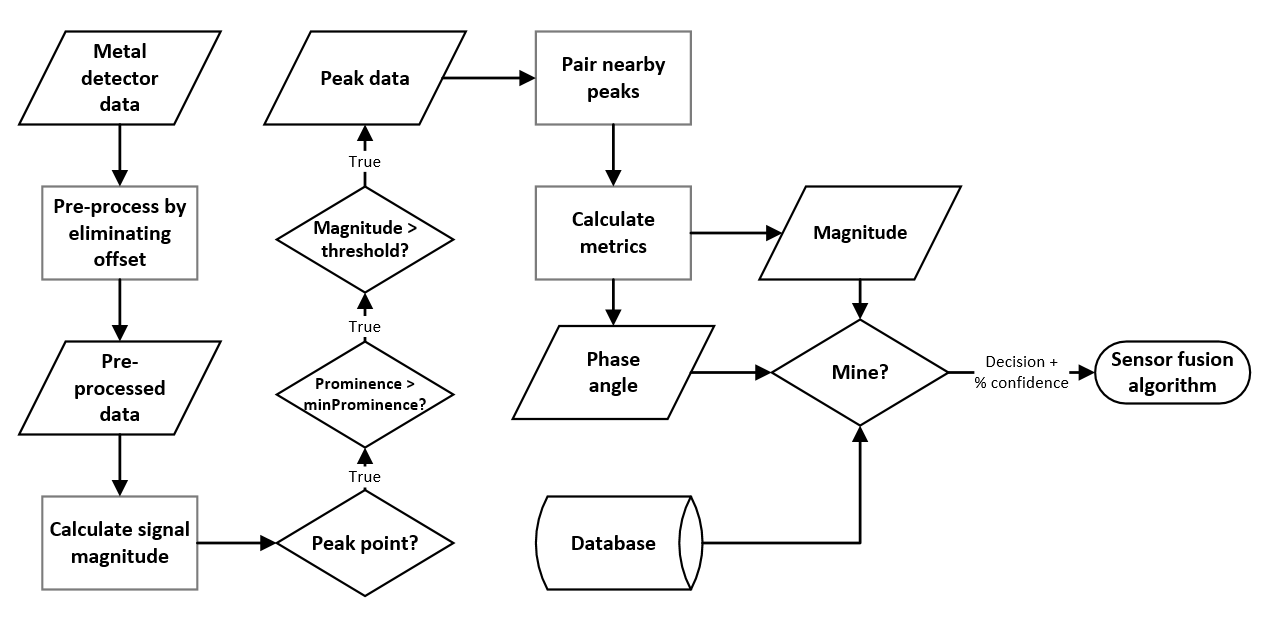 Metal
detector
data
Pre-process by
eliminating
offset
Pre-
processed
data
Calculate signal
magnitude
Peak point?
True
Prominence >
minProminence?
True
Magnitude >
threshold?
True
Peak data
Pair nearby
peaks
Calculate
metrics
Magnitude
Phase
angle
Mine?
Database
Decision +
% confidence
Sensor fusion
algorithm